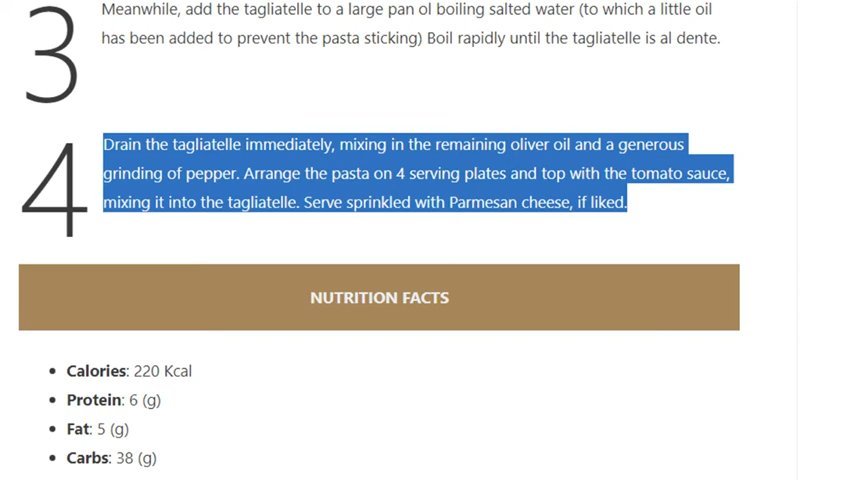 3
Meanwhile, add the tagliatelle to a large pan ol boiling salted water (to which a little oil
has been added to prevent the pasta sticking) Boil rapidly until the tagliatelle is al dente.
4
Drain the tagliatelle immediately, mixing in the remaining oliver oil and a generous
grinding of pepper. Arrange the pasta on 4 serving plates and top with the tomato sauce,
mixing it into the tagliatelle. Serve sprinkled with Parmesan cheese, if liked.
NUTRITION FACTS
• Calories: 220 Kcal
• Protein: 6 (g)
• Fat: 5 (g)
• Carbs: 38 (g)